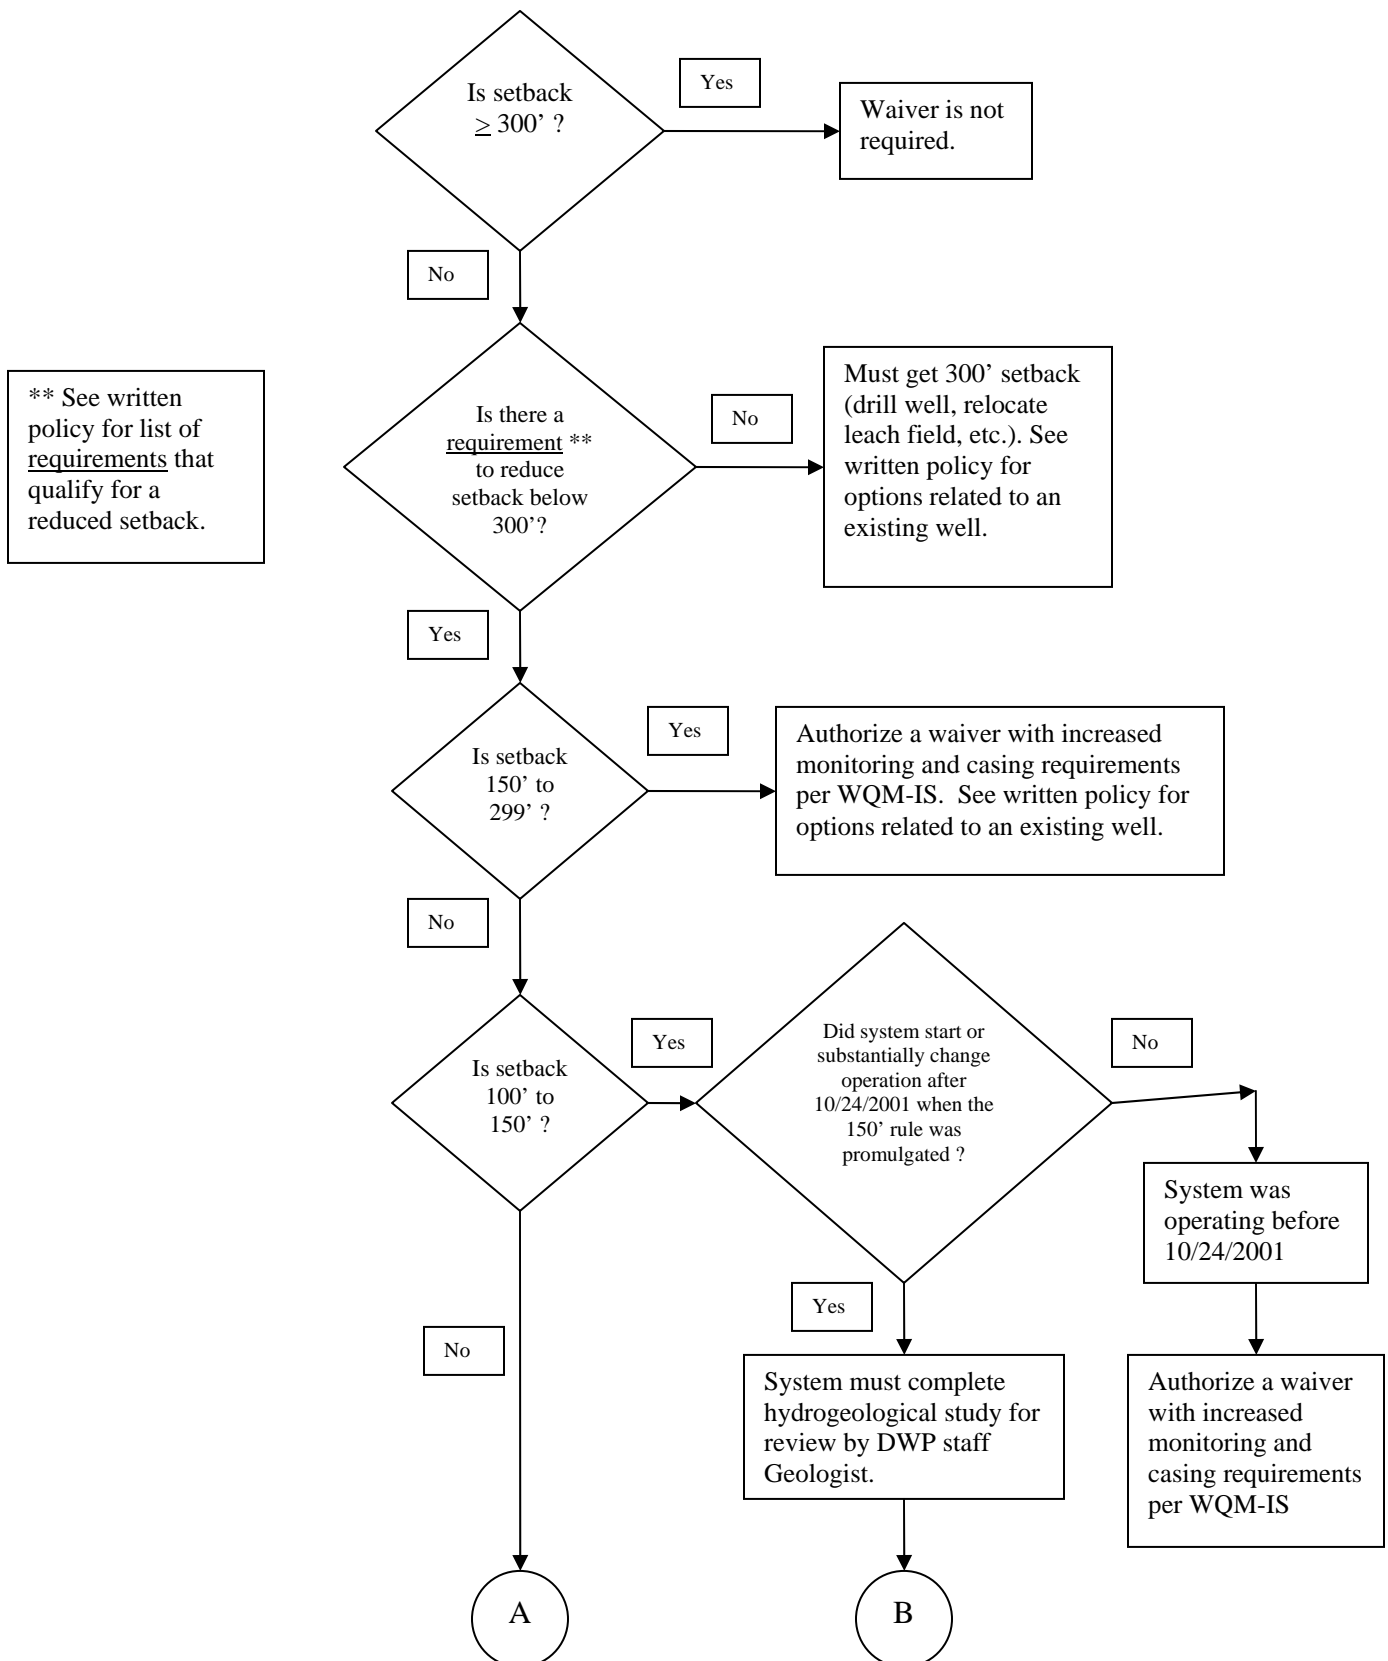 Is setback
≥ 300’ ?
Yes
Waiver is not
required.
No
** See written
policy for list of
requirements that
qualify for a
reduced setback.
Is there a
requirement **
to reduce
setback below
300’?
No
Must get 300’ setback
(drill well, relocate
leach field, etc.). See
written policy for
options related to an
existing well.
Yes
Is setback
150’ to
299’ ?
Yes
Authorize a waiver with increased
monitoring and casing requirements
per WQM-IS.  See written policy for
options related to an existing well.
No
Is setback
100’ to
150’ ?
Yes
Did system start or
substantially change
operation after
10/24/2001 when the
150’ rule was
promulgated ?
No
System was
operating before
10/24/2001
Yes
No
System must complete
hydrogeological study for
review by DWP staff
Geologist.
Authorize a waiver
with increased
monitoring and
casing requirements
per WQM-IS
A
B